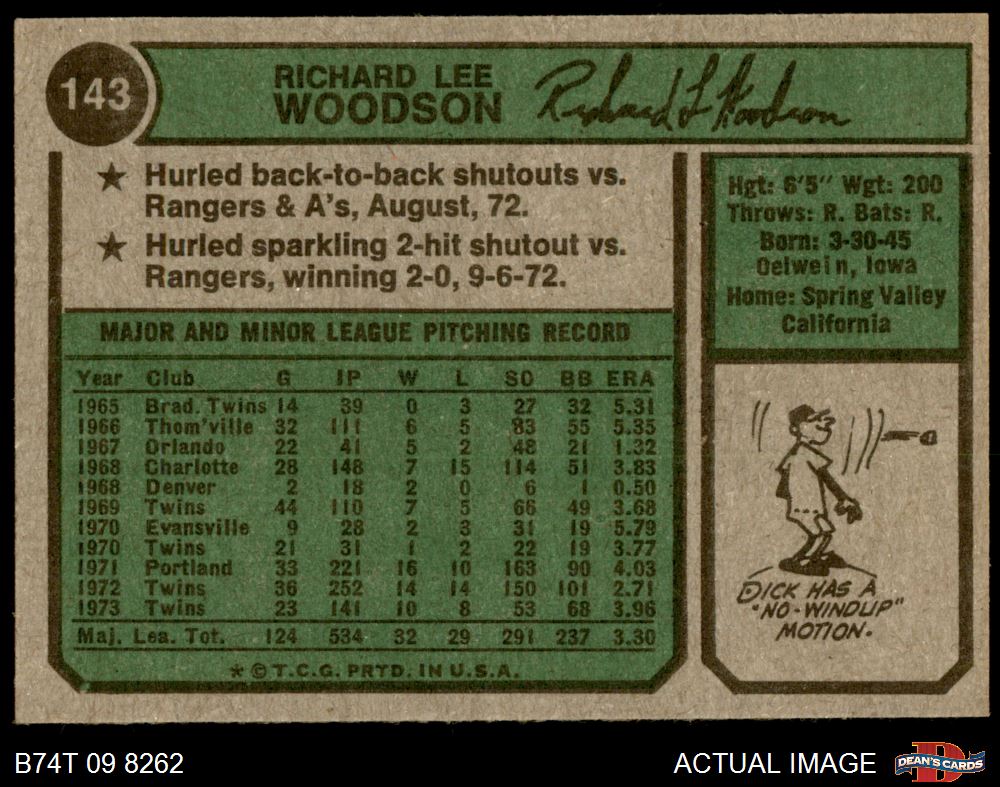 143
RICHARD LEE
WOODSON
Richard L Woodson
★ Hurled back-to-back shutouts vs.
Rangers & A's, August, 72.
★ Hurled sparkling 2-hit shutout vs.
Rangers, winning 2-0, 9-6-72.
Hgt: 6'5" Wgt: 200
Throws: R. Bats: R.
Born: 3-30-45
Oelwein, Iowa
Home: Spring Valley
California
MAJOR AND MINOR LEAGUE PITCHING RECORD
Year Club G IP W L SO BB ERA
1965 Brad. Twins 14 39 0 3 27 32 5.31
1966 Thom'ville 32 111 6 5 83 55 5.35
1967 Orlando 22 41 5 2 48 21 1.32
1968 Charlotte 28 148 7 15 114 51 3.83
1968 Denver 2 18 2 0 6 1 0.50
1969 Twins 44 110 7 5 66 49 3.68
1970 Evansville 9 28 2 3 31 19 5.79
1970 Twins 21 31 1 2 22 19 3.77
1971 Portland 33 221 16 10 163 90 4.03
1972 Twins 36 252 14 14 150 101 2.71
1973 Twins 23 141 10 8 53 68 3.96
Maj. Lea. Tot. 124 534 32 29 291 237 3.30
★ © T.C.G. PRTD. IN U.S.A.
DICK HAS A
"NO-WINDUP"
MOTION.
B74T 09 8262
ACTUAL IMAGE
DEAN'S CARDS